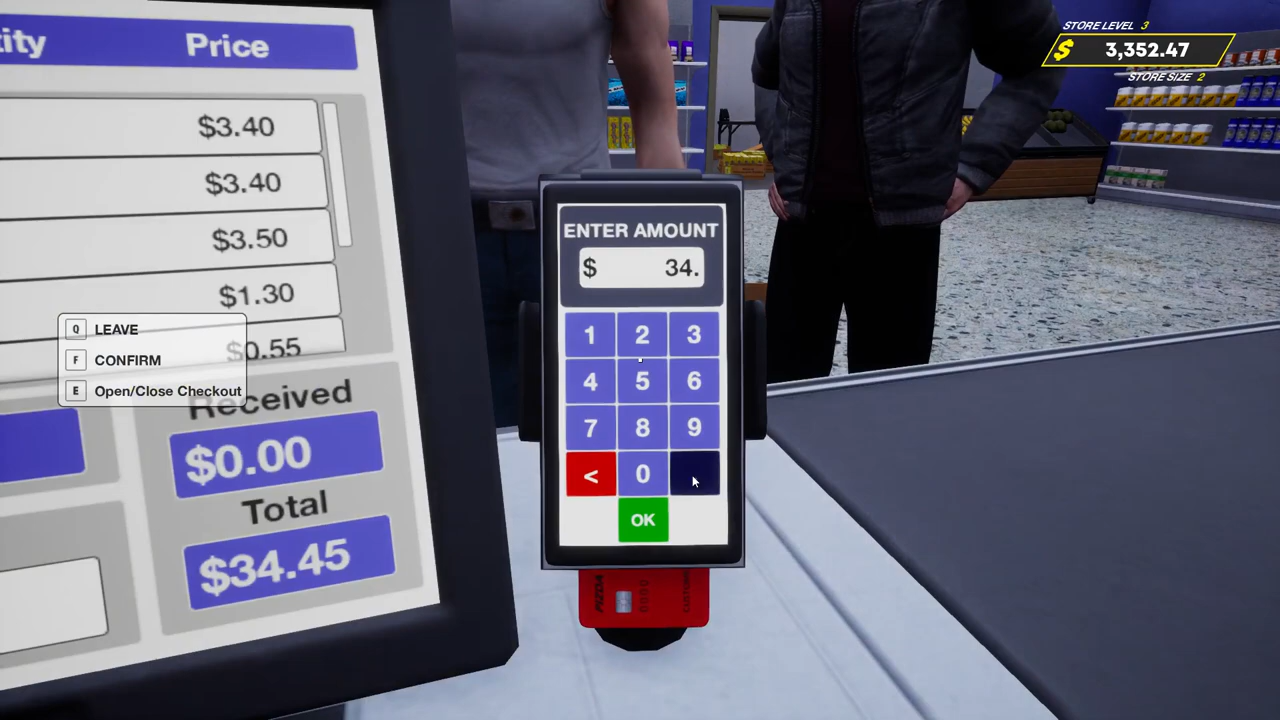 ity Price
$3.40
$3.40
$3.50
$1.30
$0.55
Received
$0.00
Total
$34.45
Q LEAVE
F CONFIRM
E Open/Close Checkout
ENTER AMOUNT
$ 34.
1 2 3
4 5 6
7 8 9
< 0
OK
PIZDA
0000
STORE LEVEL 3
$ 3,352.47
STORE SIZE 2